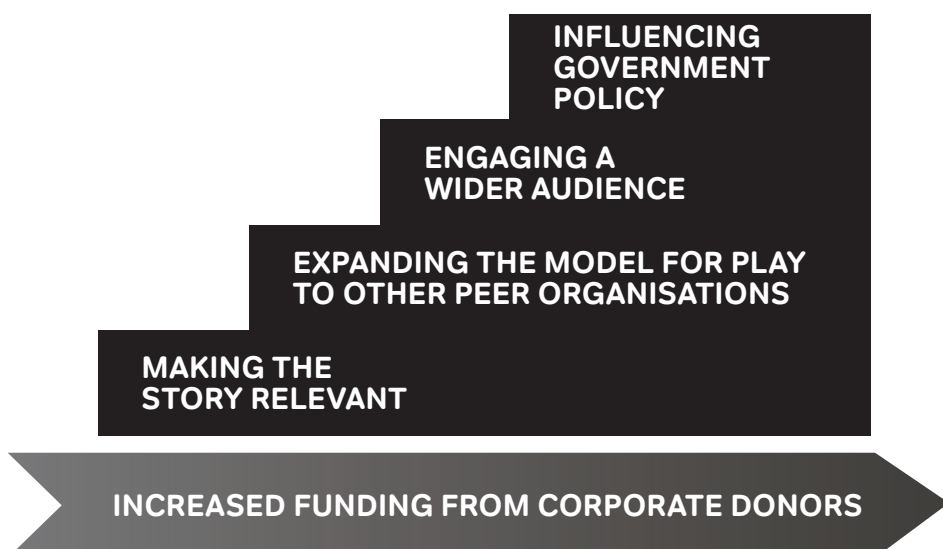 INFLUENCING
GOVERNMENT
POLICY
ENGAGING A
WIDER AUDIENCE
EXPANDING THE MODEL FOR PLAY
TO OTHER PEER ORGANISATIONS
MAKING THE
STORY RELEVANT
INCREASED FUNDING FROM CORPORATE DONORS